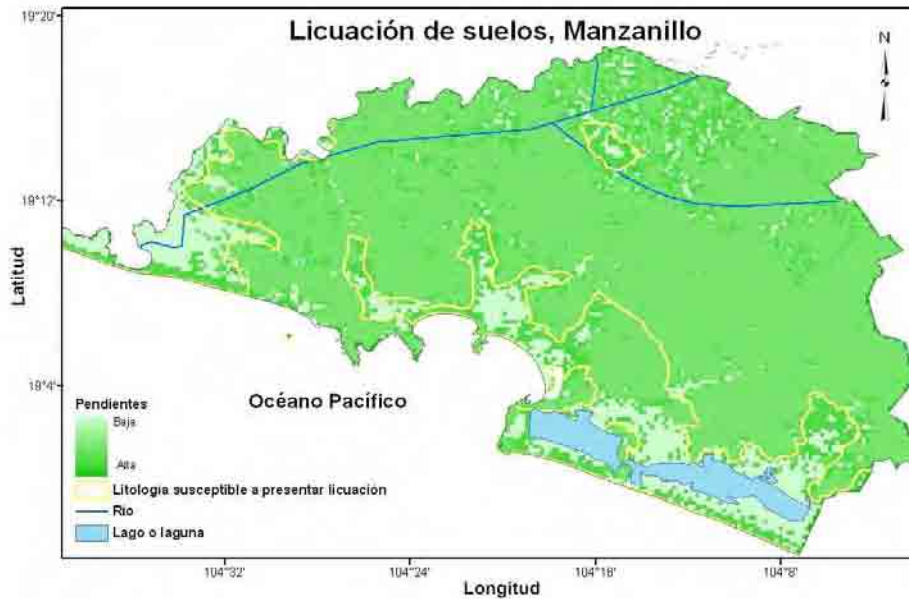 Licuación de suelos, Manzanillo
N
19°20'
19°12'
19°4'
Latitud
Océano Pacífico
Pendientes
Baja
Alta
Litología susceptible a presentar licuación
Río
Lago o laguna
104°32'
104°24'
104°16'
104°8'
Longitud